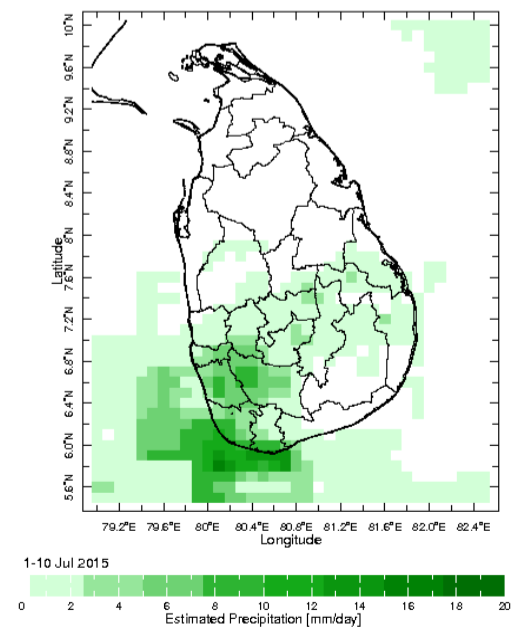 10°N
9.6°N
9.2°N
8.8°N
8.4°N
8°N
7.6°N
7.2°N
6.8°N
6.4°N
6.0°N
5.6°N
Latitude
79.2°E 79.6°E 80°E 80.4°E 80.8°E 81.2°E 81.6°E 82.0°E 82.4°E
Longitude
1-10 Jul 2015
0 2 4 6 8 10 12 14 16 18 20
Estimated Precipitation [mm/day]